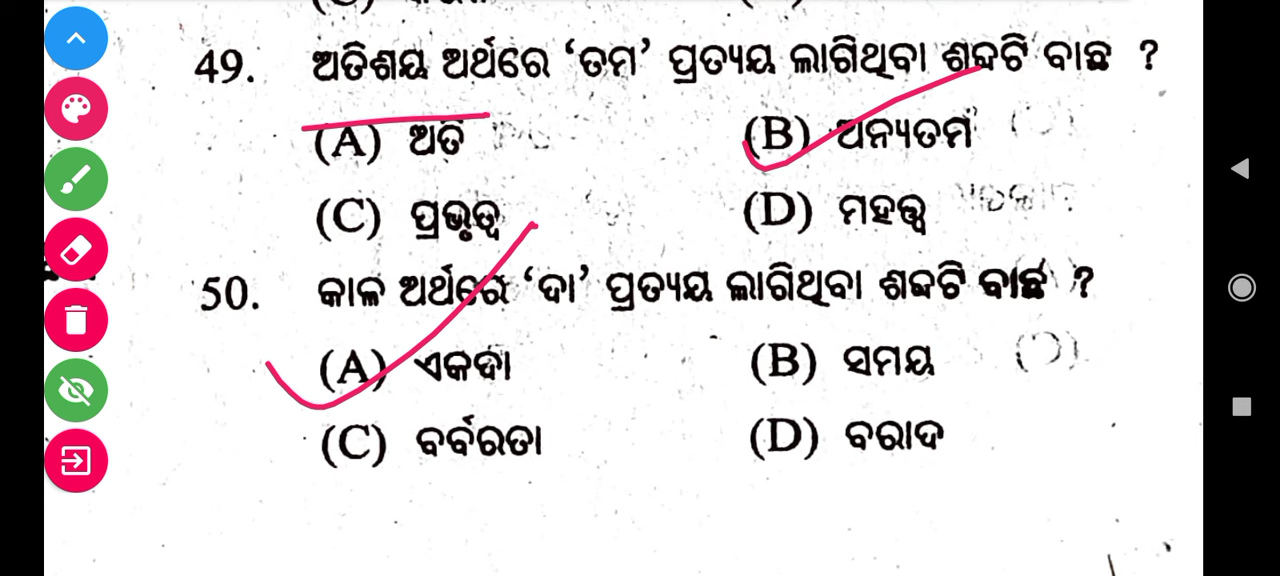 49. ଅତିଶୟ ଅର୍ଥରେ ‘ତମ’ ପ୍ରତ୍ୟୟ ଲାଗିଥିବା ଶବ୍ଦଟି ବାଛ ?
(A) ଅତି (B) ଅନ୍ୟତମ
(C) ପ୍ରଭୁତ୍ୱ (D) ମହତ୍ତ୍ୱ
50. କାଳ ଅର୍ଥରେ ‘ଦା’ ପ୍ରତ୍ୟୟ ଲାଗିଥିବା ଶବ୍ଦଟି ବାଛ ?
(A) ଏକଦା (B) ସମୟ
(C) ବର୍ବରତା (D) ବରାଦ